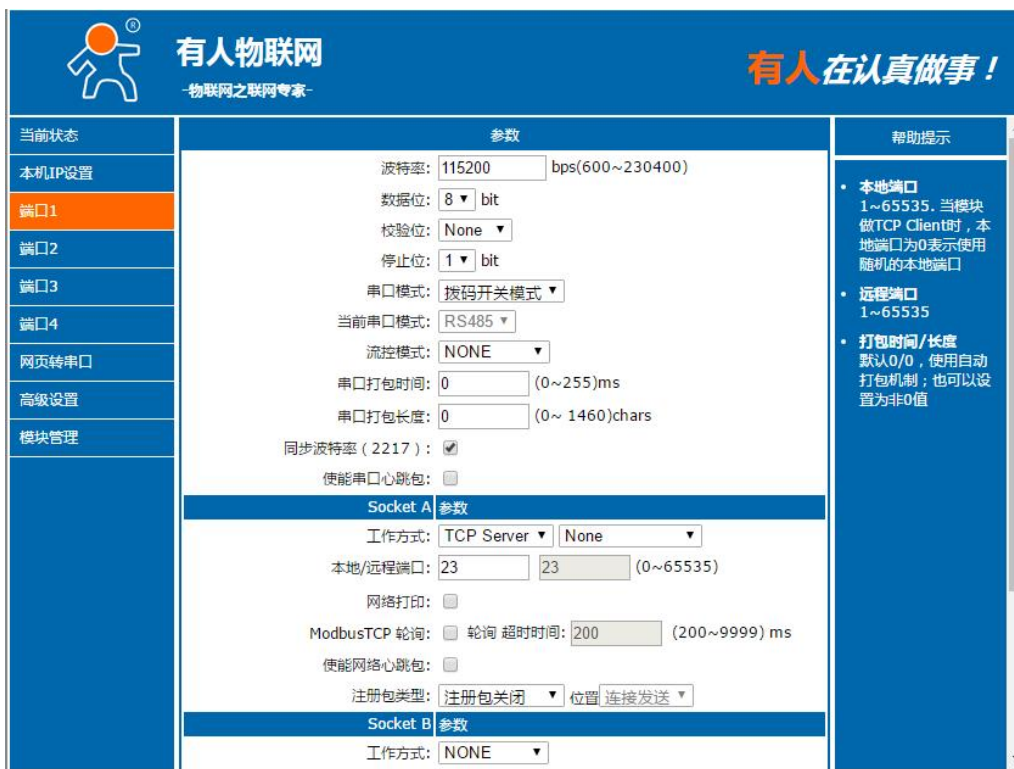 ®
有人物联网
-物联网之联网专家-
有人在认真做事！
当前状态
本机IP设置
端口1
端口2
端口3
端口4
网页转串口
高级设置
模块管理
参数
波特率: 115200 bps(600~230400)
数据位: 8 bit
校验位: None
停止位: 1 bit
串口模式: 拨码开关模式
当前串口模式: RS485
流控模式: NONE
串口打包时间: 0 (0~255)ms
串口打包长度: 0 (0~ 1460)chars
同步波特率（2217）:
使能串口心跳包:
Socket A 参数
工作方式: TCP Server None
本地/远程端口: 23 23 (0~65535)
网络打印:
ModbusTCP 轮询: 轮询 超时时间: 200 (200~9999) ms
使能网络心跳包:
注册包类型: 注册包关闭 位置 连接发送
Socket B 参数
工作方式: NONE
帮助提示
• 本地端口
1~65535. 当模块
做TCP Client时，本
地端口为0表示使用
随机的本地端口
• 远程端口
1~65535
• 打包时间/长度
默认0/0，使用自动
打包机制；也可以设
置为非0值